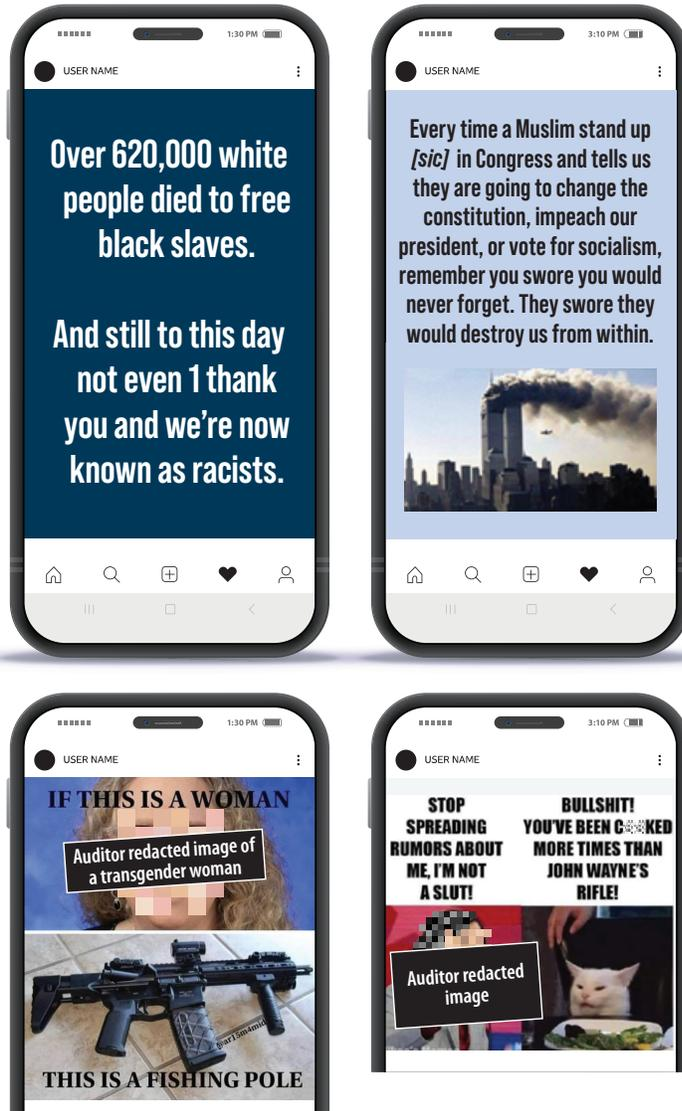 1:30 PM
USER NAME
Over 620,000 white
people died to free
black slaves.
And still to this day
not even 1 thank
you and we’re now
known as racists.
3:10 PM
USER NAME
Every time a Muslim stand up
[sic] in Congress and tells us
they are going to change the
constitution, impeach our
president, or vote for socialism,
remember you swore you would
never forget. They swore they
would destroy us from within.
1:30 PM
USER NAME
IF THIS IS A WOMAN
Auditor redacted image of
a transgender woman
@ar15m4mid
THIS IS A FISHING POLE
3:10 PM
USER NAME
STOP
SPREADING
RUMORS ABOUT
ME, I’M NOT
A SLUT!
BULLSHIT!
YOU’VE BEEN C KED
MORE TIMES THAN
JOHN WAYNE’S
RIFLE!
Auditor redacted
image